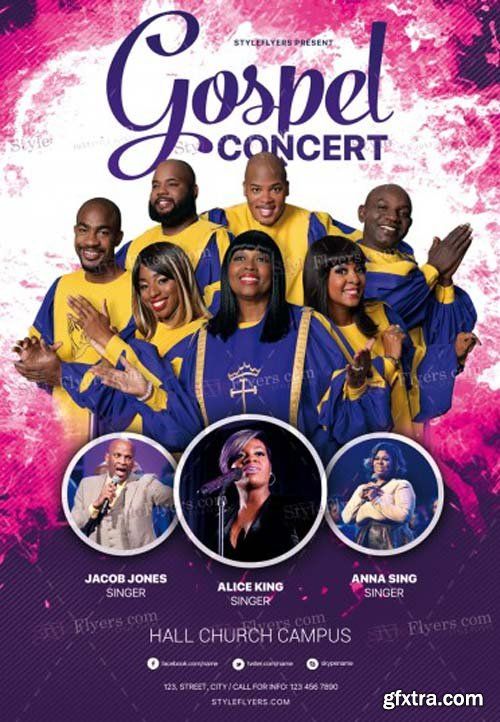 STYLEFLYERS PRESENT
Gospel
CONCERT
JACOB JONES
SINGER
ALICE KING
SINGER
ANNA SING
SINGER
HALL CHURCH CAMPUS
facebook.com/name
twitter.com/name
skypename
123, STREET, CITY / CALL FOR INFO: 123 456 7890
STYLEFLYERS.COM
gfxtra.com